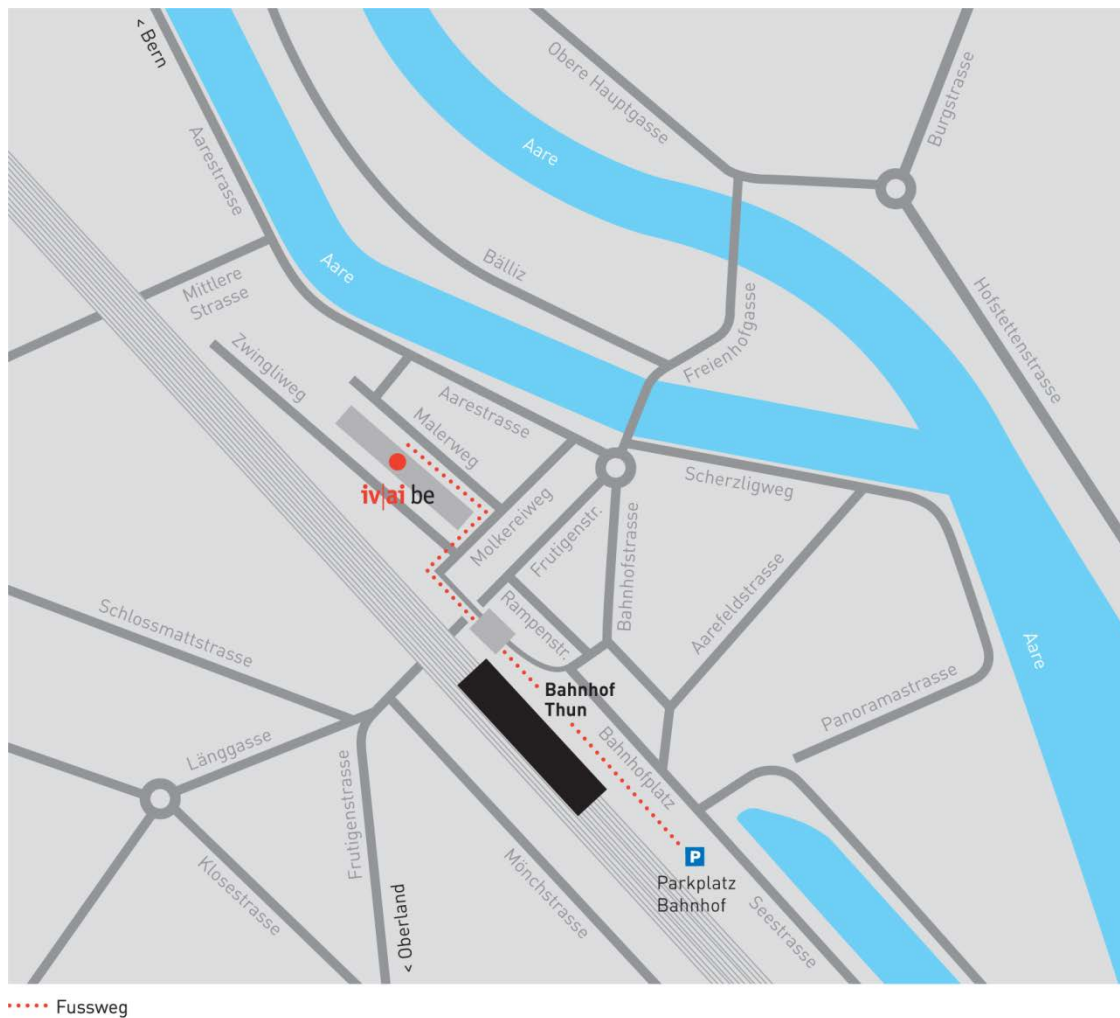 < Bern
Obere Hauptgasse
Burgstrasse
Aare
Aarestrasse
Aare
Bälliz
Mittlere
Strasse
Freienhofgasse
Hofstettenstrasse
Zwingliweg
Aarestrasse
Malerweg
Scherzligweg
iv|ai be
Molkereiweg
Frutigenstr.
Bahnhofstrasse
Aarefeldstrasse
Schlossmattstrasse
Rampenstr.
Aare
Bahnhof
Thun
Panoramastrasse
Länggasse
Bahnhofplatz
Frutigenstrasse
P
Parkplatz
Bahnhof
Klosestrasse
Mönchstrasse
Seestrasse
< Oberland
Fussweg